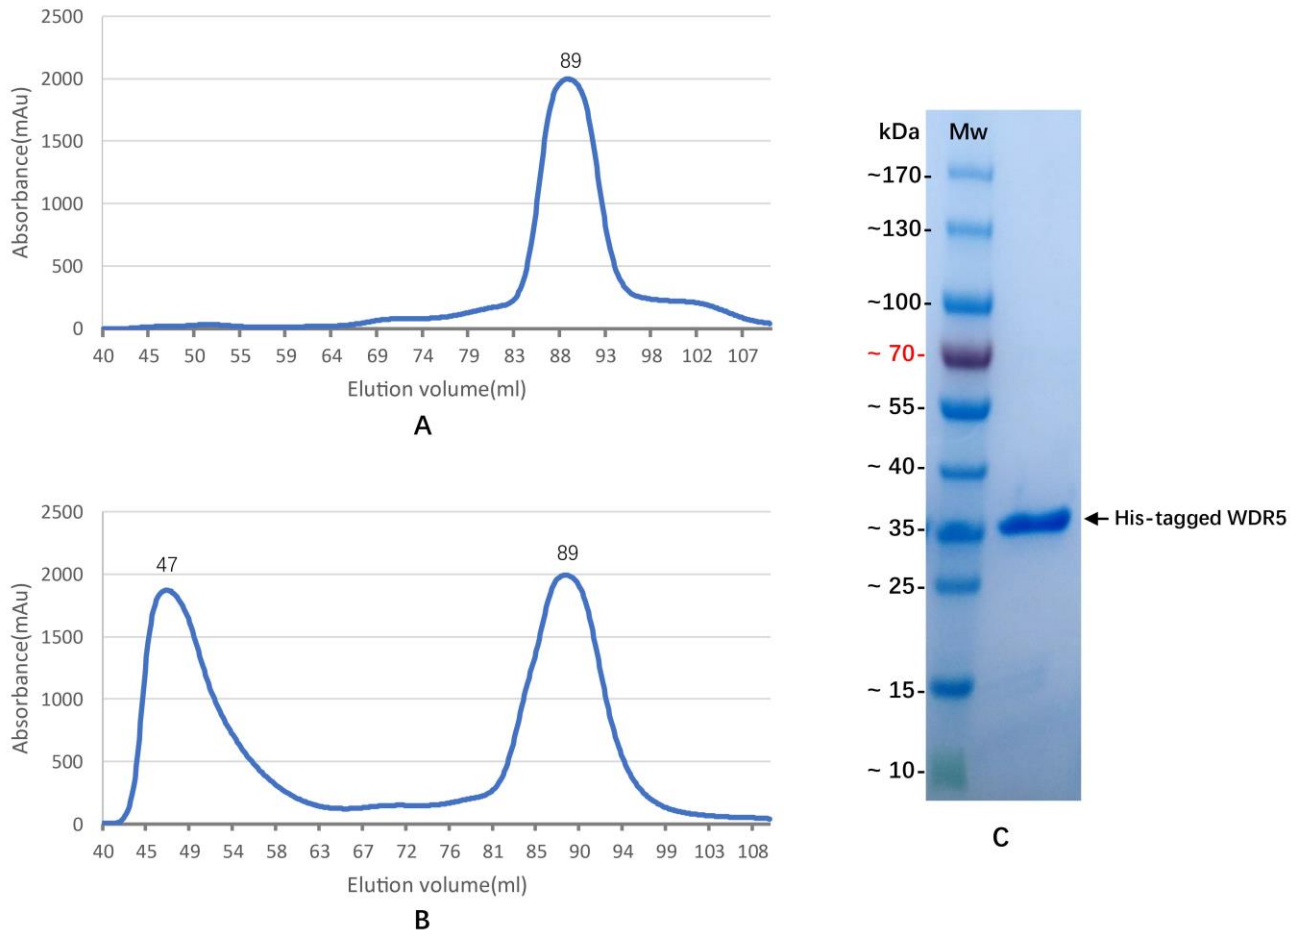 2500
2000
1500
1000
500
0
Absorbance(mAu)
89
40 45 50 55 59 64 69 74 79 83 88 93 98 102 107
Elution volume(ml)
A
2500
2000
1500
1000
500
0
Absorbance(mAu)
47
89
40 45 49 54 58 63 67 72 76 81 85 90 94 99 103 108
Elution volume(ml)
B
kDa Mw
~170-
~130-
~100-
~ 70-
~ 55-
~ 40-
~ 35-
~ 25-
~ 15-
~ 10-
His-tagged WDR5
C